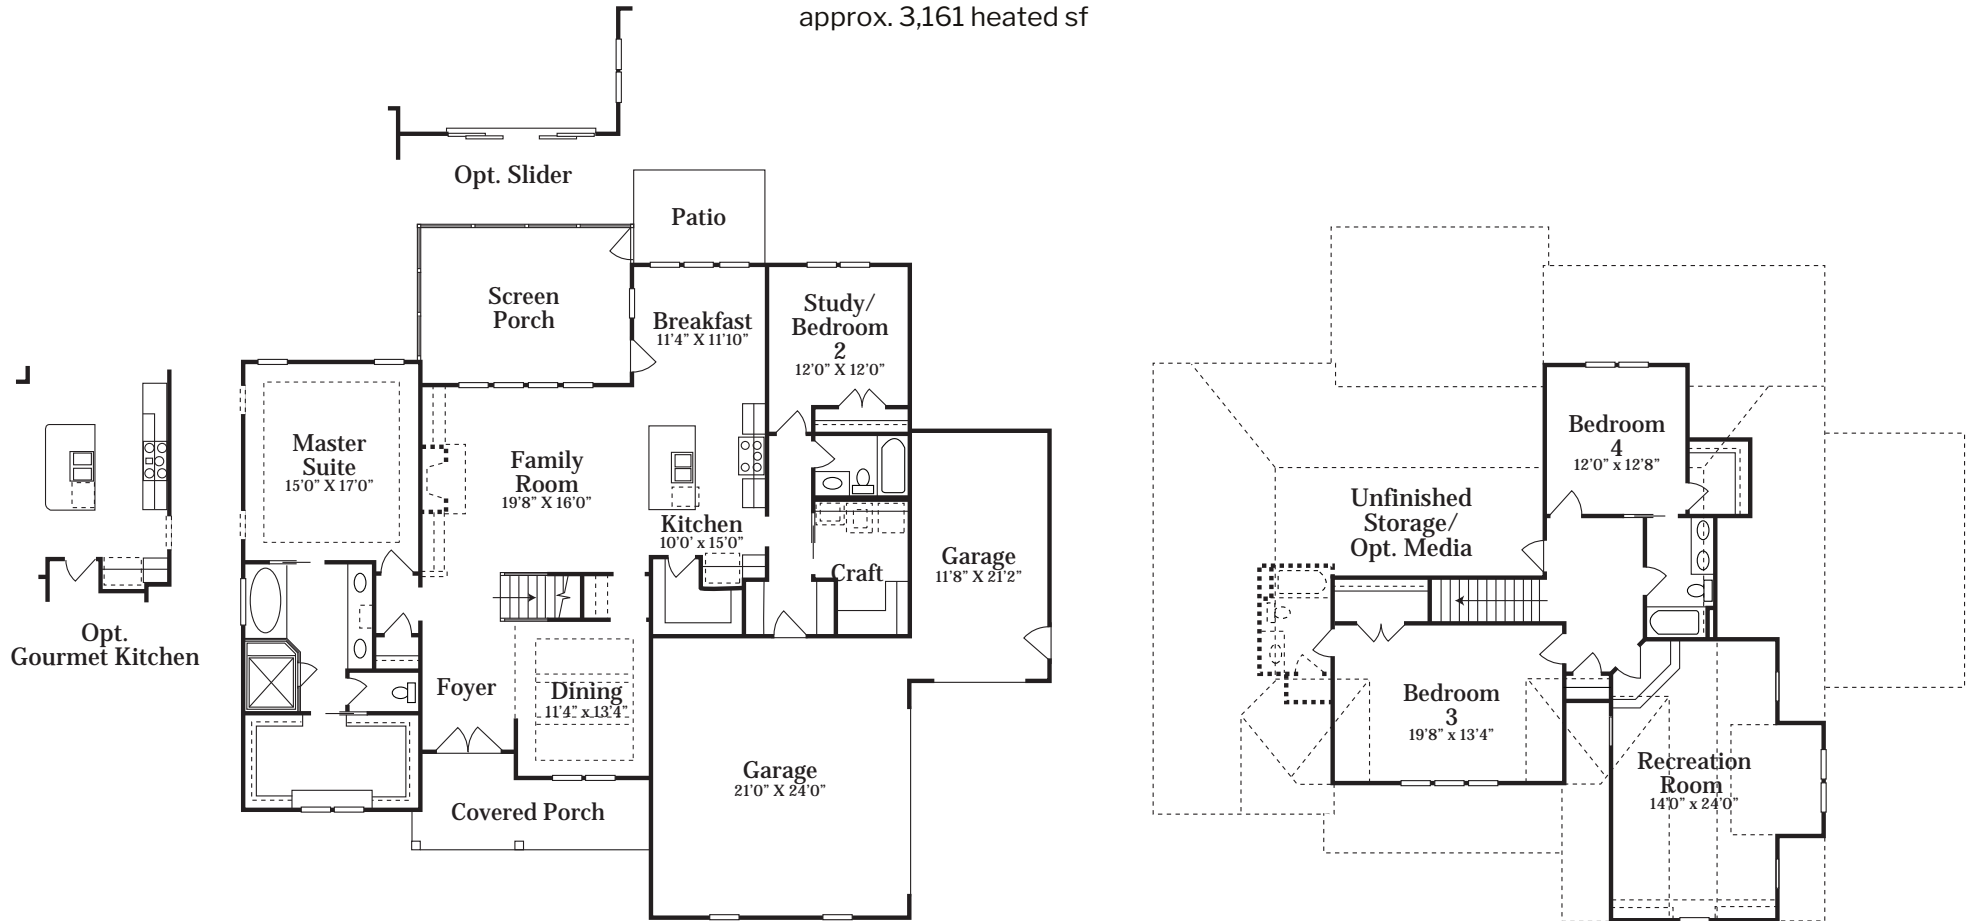 approx. 3,161 heated sf
Opt. Slider
Patio
Screen
Porch
Breakfast
11'4" X 11'10"
Study/
Bedroom
2
12'0" X 12'0"
Master
Suite
15'0" X 17'0"
Family
Room
19'8" X 16'0"
Kitchen
10'0' x 15'0"
Craft
Garage
11'8" X 21'2"
Opt.
Gourmet Kitchen
Foyer
Dining
11'4" x 13'4"
Garage
21'0" X 24'0"
Covered Porch
Bedroom
4
12'0" x 12'8"
Unfinished
Storage/
Opt. Media
Bedroom
3
19'8" x 13'4"
Recreation
Room
14'0" x 24'0"